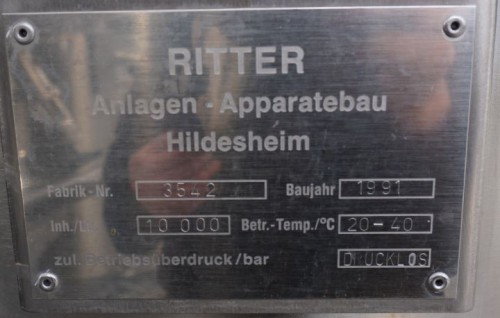 RITTER
Anlagen - Apparatebau
Hildesheim
Fabrik-Nr. 3542 Baujahr 1991
Inh./L 10 000 Betr.-Temp./°C 20-40
zul. Betriebsüberdruck/bar DRUCKLOS